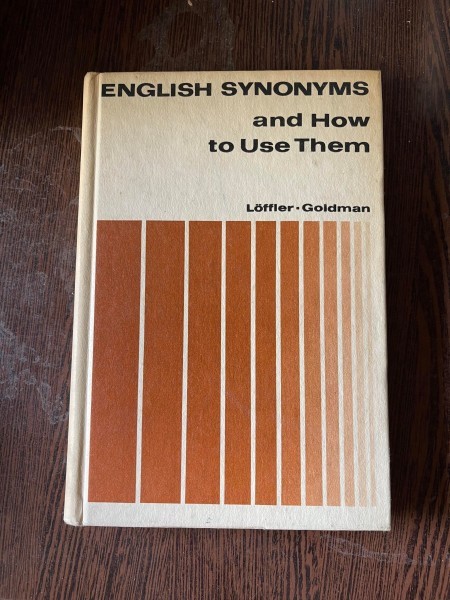 ENGLISH SYNONYMS
and How
to Use Them
Löffler · Goldman